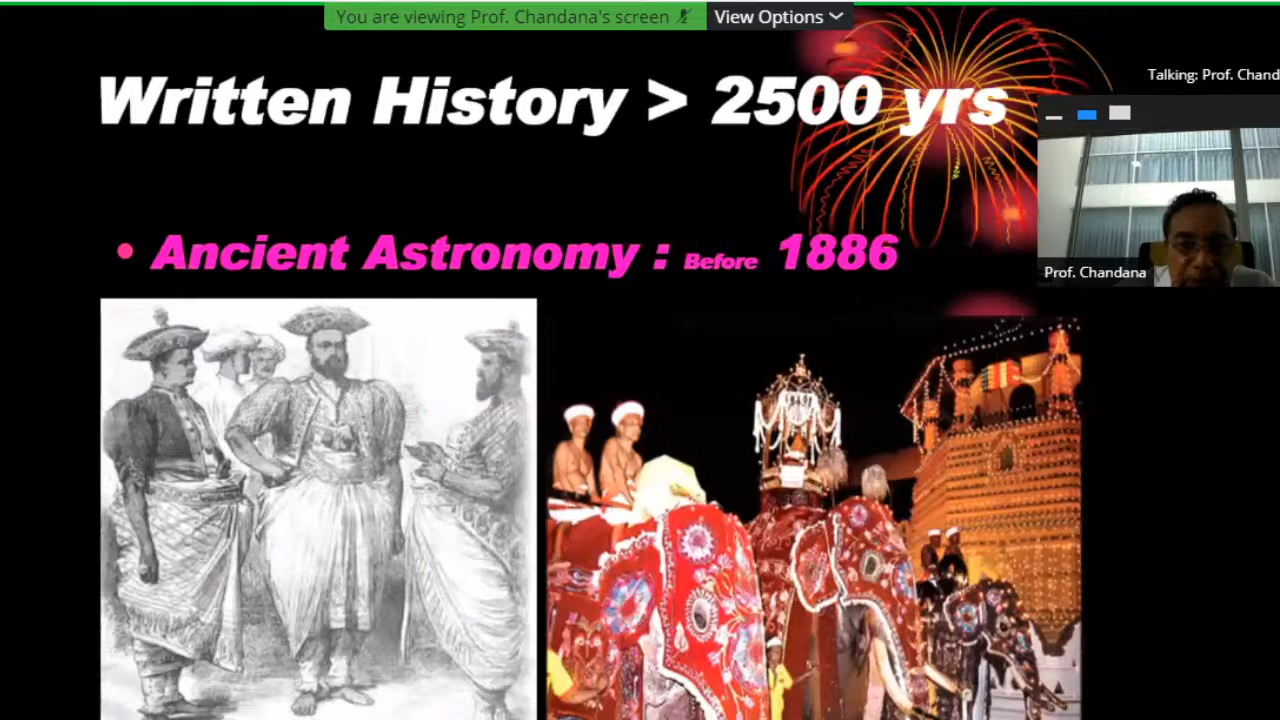 You are viewing Prof. Chandana's screen
View Options
Talking: Prof. Chand
Written History > 2500 yrs
• Ancient Astronomy : Before 1886
Prof. Chandana